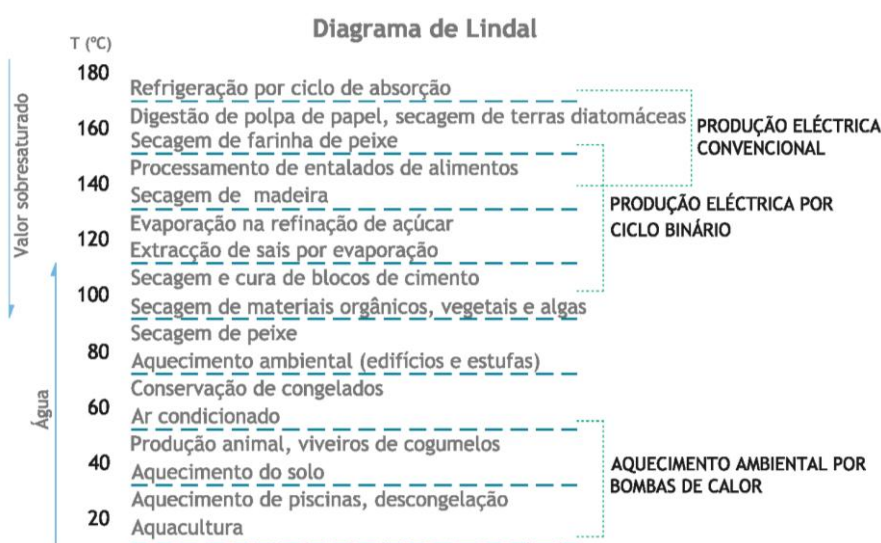 Diagrama de Lindal
T (ºC)
180
Refrigeração por ciclo de absorção
Digestão de polpa de papel, secagem de terras diatomáceas
160
Secagem de farinha de peixe
Processamento de entalados de alimentos
140
Secagem de madeira
Evaporação na refinação de açúcar
120
Extracção de sais por evaporação
Secagem e cura de blocos de cimento
100
Secagem de materiais orgânicos, vegetais e algas
Secagem de peixe
80
Aquecimento ambiental (edifícios e estufas)
Conservação de congelados
60
Ar condicionado
Produção animal, viveiros de cogumelos
40
Aquecimento do solo
Aquecimento de piscinas, descongelação
20
Aquacultura
Valor sobresaturado
Água
PRODUÇÃO ELÉCTRICA
CONVENCIONAL
PRODUÇÃO ELÉCTRICA POR
CICLO BINÁRIO
AQUECIMENTO AMBIENTAL POR
BOMBAS DE CALOR